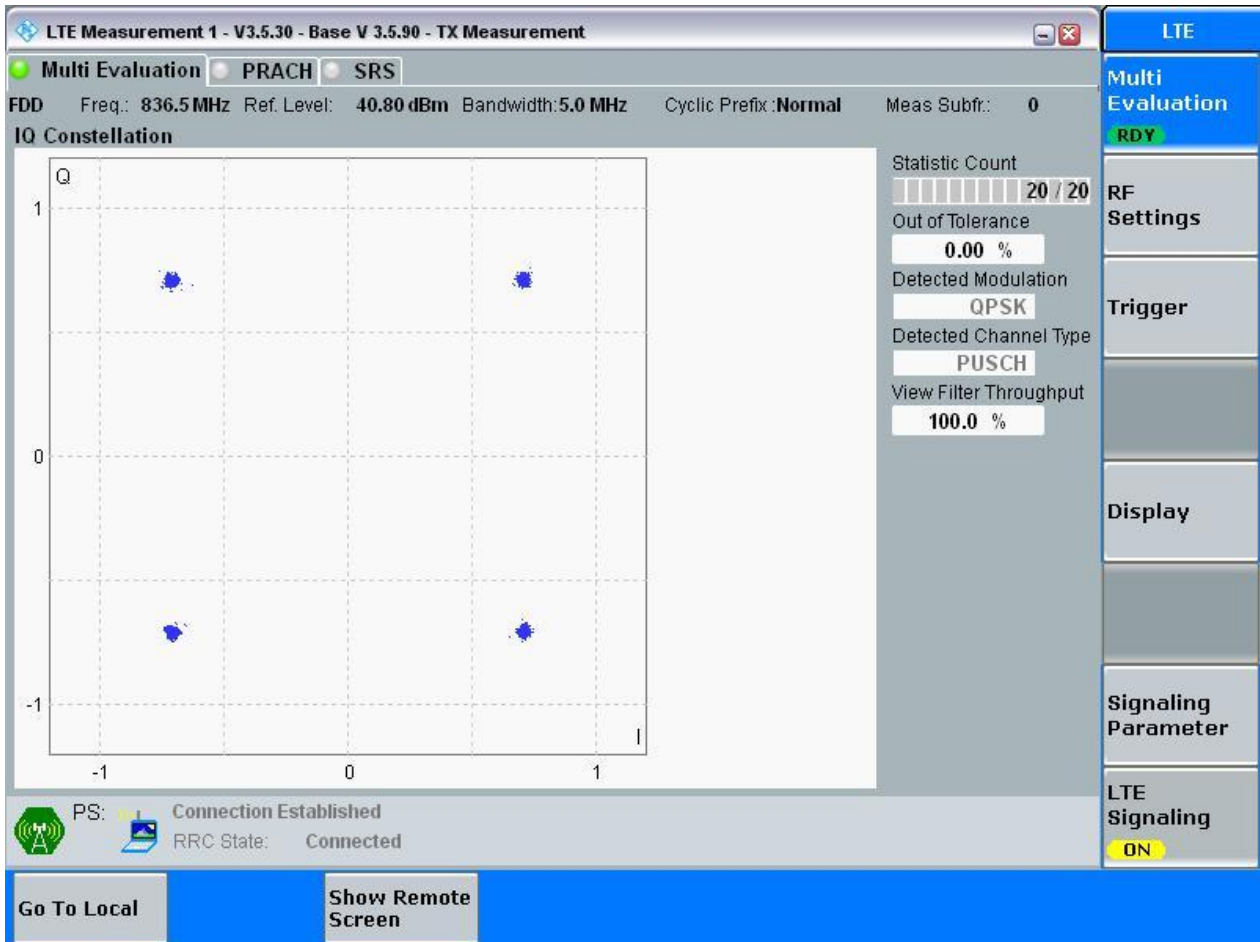 LTE Measurement 1 - V3.5.30 - Base V 3.5.90 - TX Measurement
LTE
Multi Evaluation PRACH SRS
FDD Freq.: 836.5 MHz Ref. Level: 40.80 dBm Bandwidth:5.0 MHz Cyclic Prefix :Normal Meas Subfr.: 0
IQ Constellation
Q
1
0
-1
I
-1 0 1
Statistic Count
20 / 20
Out of Tolerance
0.00 %
Detected Modulation
QPSK
Detected Channel Type
PUSCH
View Filter Throughput
100.0 %
Multi
Evaluation
RDY
RF
Settings
Trigger
Display
Signaling
Parameter
LTE
Signaling
ON
PS: Connection Established
RRC State: Connected
Go To Local
Show Remote
Screen